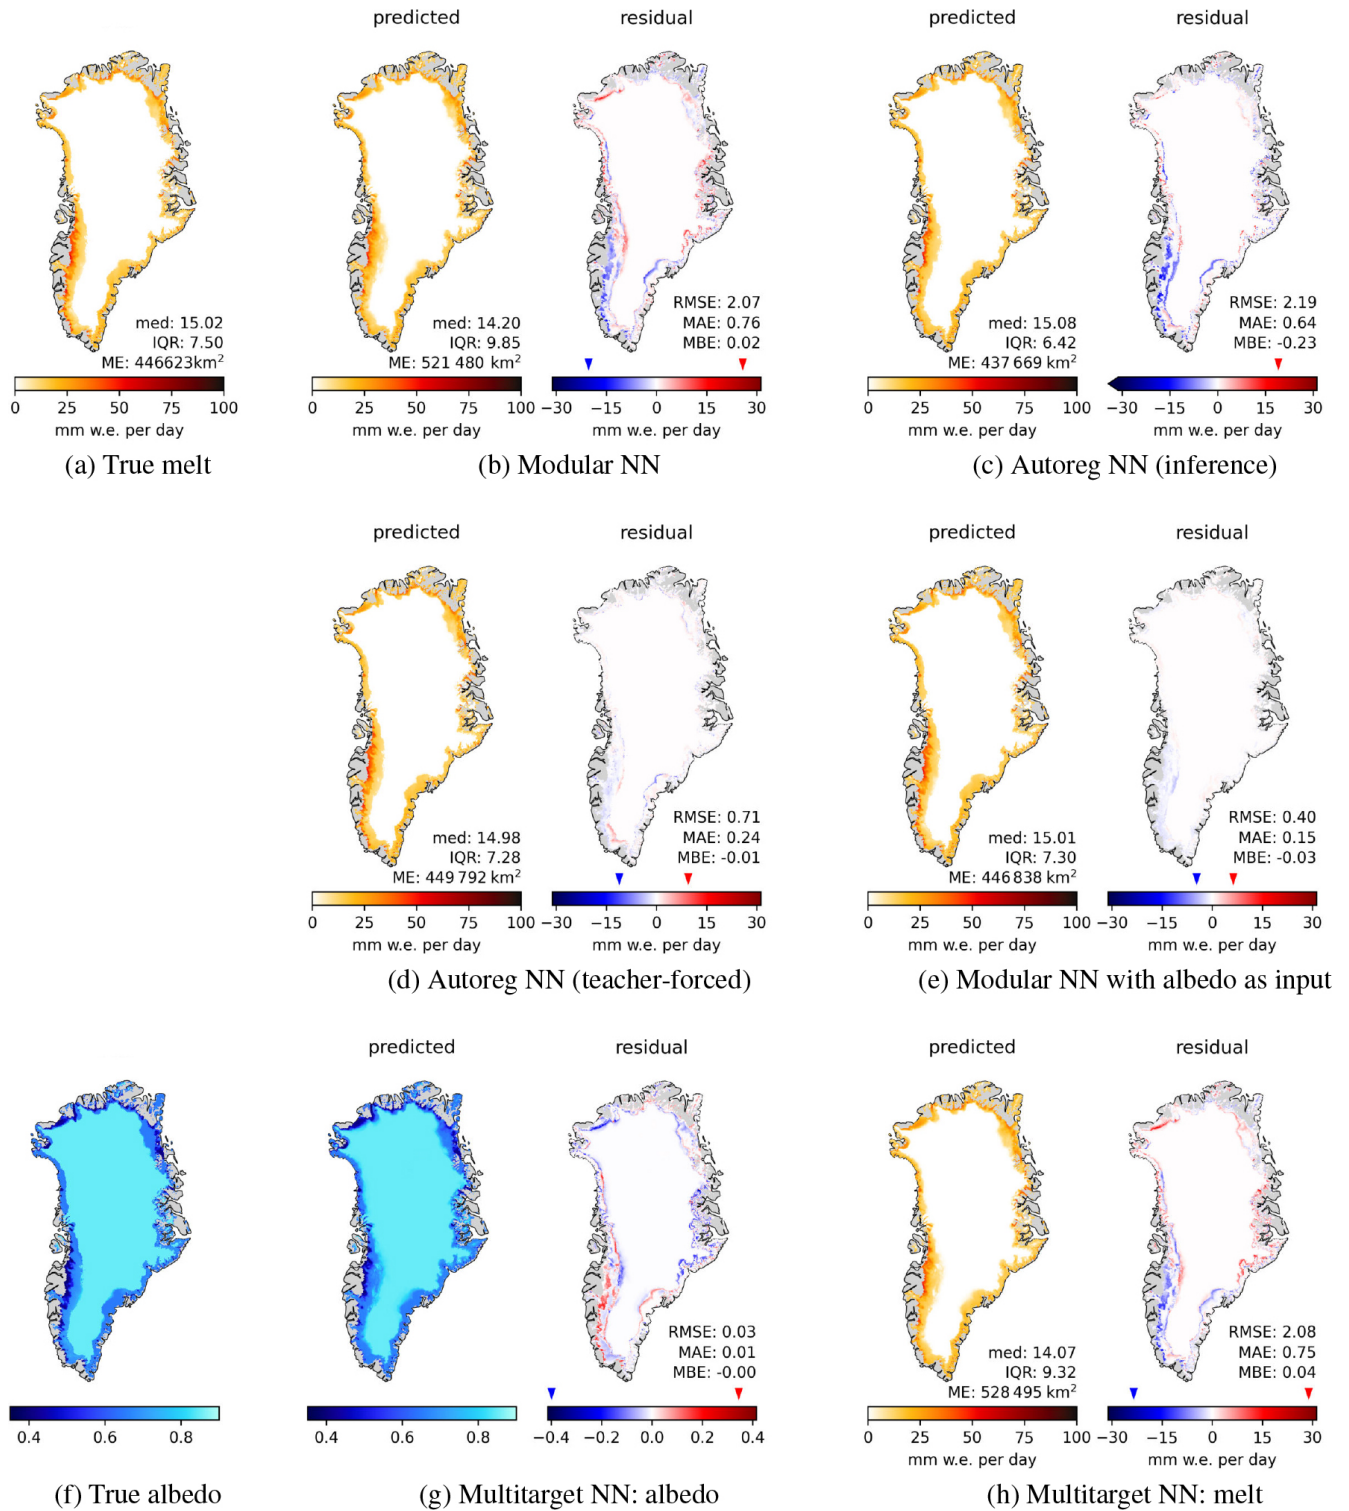 predicted residual predicted residual
med: 15.02
IQR: 7.50
ME: 446623km²
0 25 50 75 100
mm w.e. per day
(a) True melt
med: 14.20
IQR: 9.85
ME: 521 480 km²
0 25 50 75 100
mm w.e. per day
RMSE: 2.07
MAE: 0.76
MBE: 0.02
−30 −15 0 15 30
mm w.e. per day
(b) Modular NN
med: 15.08
IQR: 6.42
ME: 437 669 km²
0 25 50 75 100
mm w.e. per day
RMSE: 2.19
MAE: 0.64
MBE: -0.23
−30 −15 0 15 30
mm w.e. per day
(c) Autoreg NN (inference)
predicted residual predicted residual
med: 14.98
IQR: 7.28
ME: 449 792 km²
0 25 50 75 100
mm w.e. per day
RMSE: 0.71
MAE: 0.24
MBE: -0.01
−30 −15 0 15 30
mm w.e. per day
(d) Autoreg NN (teacher-forced)
med: 15.01
IQR: 7.30
ME: 446 838 km²
0 25 50 75 100
mm w.e. per day
RMSE: 0.40
MAE: 0.15
MBE: -0.03
−30 −15 0 15 30
mm w.e. per day
(e) Modular NN with albedo as input
predicted residual predicted residual
0.4 0.6 0.8
(f) True albedo
0.4 0.6 0.8
RMSE: 0.03
MAE: 0.01
MBE: -0.00
−0.4 −0.2 0.0 0.2 0.4
(g) Multitarget NN: albedo
med: 14.07
IQR: 9.32
ME: 528 495 km²
0 25 50 75 100
mm w.e. per day
RMSE: 2.08
MAE: 0.75
MBE: 0.04
−30 −15 0 15 30
mm w.e. per day
(h) Multitarget NN: melt